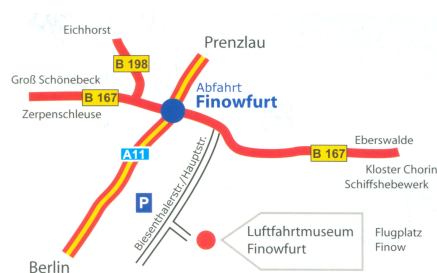 Eichhorst
Prenzlau
B 198
Groß Schönebeck
B 167
Zerpenschleuse
Abfahrt
Finowfurt
A11
Eberswalde
B 167
Kloster Chorin
Schiffshebewerk
P
Biesenthalerstr./Hauptstr.
Luftfahrtmuseum
Finowfurt
Flugplatz
Finow
Berlin